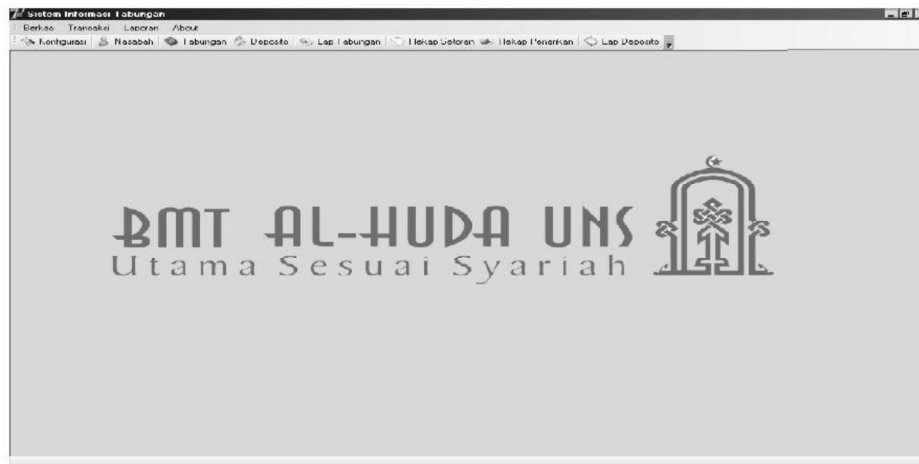 Sistem Informasi Tabungan
Berkas Transaksi Laporan About
Konfigurasi Nasabah Tabungan Deposito Lap Tabungan Rekap Setoran Rekap Penarikan Lap Deposito
BMT AL-HUDA UNS
Utama Sesuai Syariah